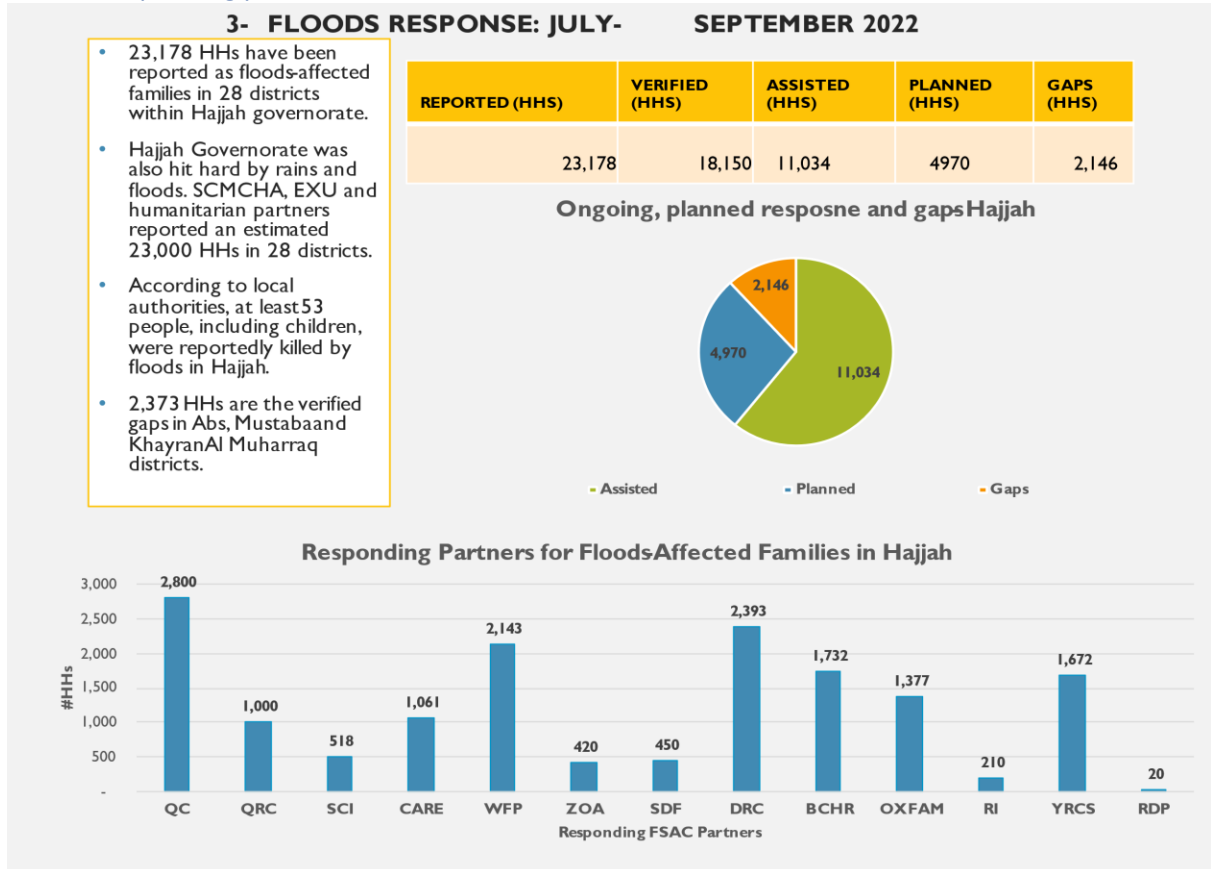 3- FLOODS RESPONSE: JULY- SEPTEMBER 2022
• 23,178 HHs have been
reported as floods-affected
families in 28 districts
within Hajjah governorate.
• Hajjah Governorate was
also hit hard by rains and
floods. SCMCHA, EXU and
humanitarian partners
reported an estimated
23,000 HHs in 28 districts.
• According to local
authorities, at least53
people, including children,
were reportedly killed by
floods in Hajjah.
• 2,373 HHs are the verified
gaps in Abs, Mustabaand
KhayranAl Muharraq
districts.
REPORTED (HHS) VERIFIED (HHS) ASSISTED (HHS) PLANNED (HHS) GAPS (HHS)
23,178 18,150 11,034 4970 2,146
Ongoing, planned resposne and gaps-Hajjah
2,146
4,970
11,034
Assisted Planned Gaps
Responding Partners for Floods-Affected Families in Hajjah
#HHs
3,000
2,500
2,000
1,500
1,000
500
-
2,800 1,000 518 1,061 2,143 420 450 2,393 1,732 1,377 210 1,672 20
QC QRC SCI CARE WFP ZOA SDF DRC BCHR OXFAM RI YRCS RDP
Responding FSAC Partners